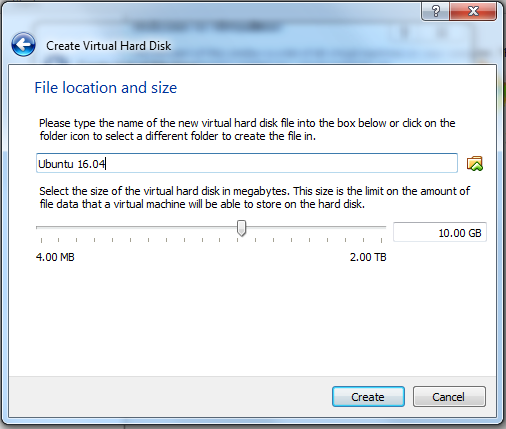 Create Virtual Hard Disk
File location and size
Please type the name of the new virtual hard disk file into the box below or click on the
folder icon to select a different folder to create the file in.
Ubuntu 16.04
Select the size of the virtual hard disk in megabytes. This size is the limit on the amount of
file data that a virtual machine will be able to store on the hard disk.
10.00 GB
4.00 MB 2.00 TB
Create Cancel